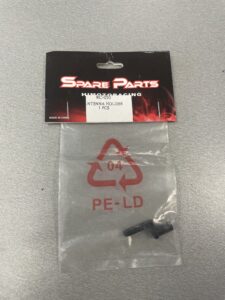 SPARE PARTS
HIMOTORACING
ANTENNA HOLDER
1 PCS
04
PE-LD